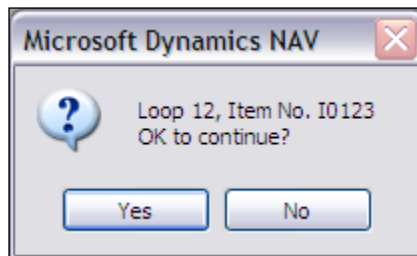 Microsoft Dynamics NAV
Loop 12, Item No. I0123
OK to continue?
Yes
No